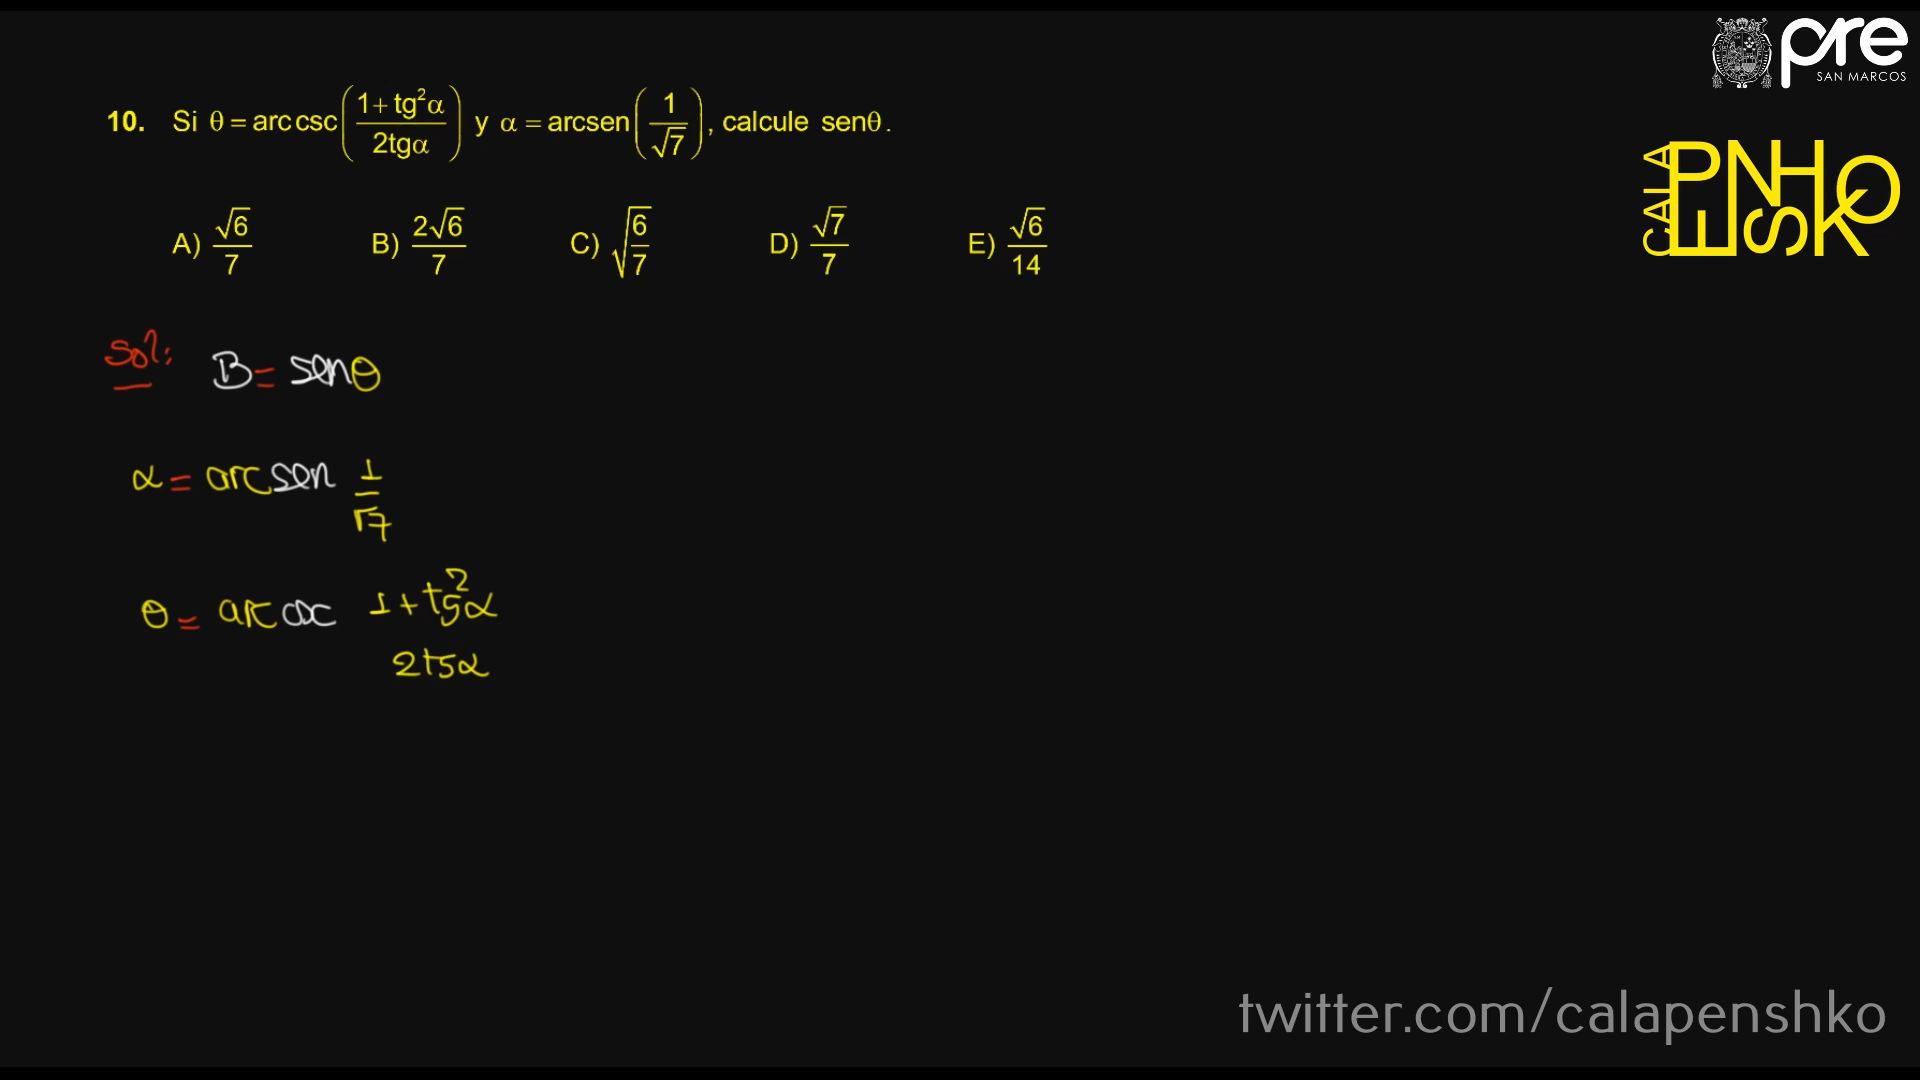 pre
SAN MARCOS
CALA
PENSHKO
10. Si θ = arc csc((1 + tg²α)/(2tgα)) y α = arcsen(1/√7), calcule senθ.
A) √6/7 B) 2√6/7 C) √(6/7) D) √7/7 E) √6/14
Sol: B = senθ
α = arcsen 1/√7
θ = arc csc 1 + tg²α
2tgα
twitter.com/calapenshko